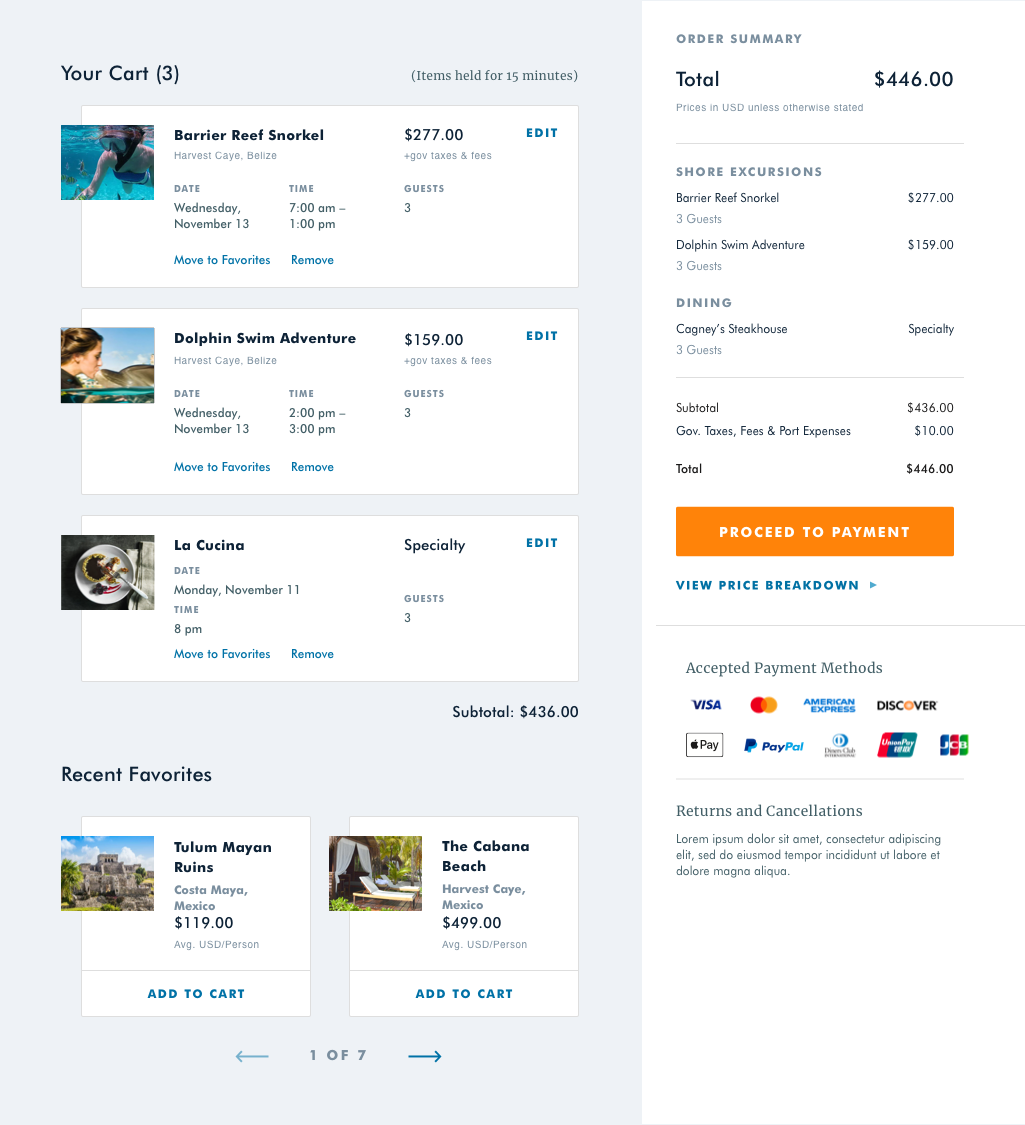 Your Cart (3)
(Items held for 15 minutes)
Barrier Reef Snorkel
$277.00
EDIT
Harvest Caye, Belize
+gov taxes & fees
DATE
TIME
GUESTS
Wednesday,
November 13
7:00 am –
1:00 pm
3
Move to Favorites
Remove
Dolphin Swim Adventure
$159.00
EDIT
Harvest Caye, Belize
+gov taxes & fees
DATE
TIME
GUESTS
Wednesday,
November 13
2:00 pm –
3:00 pm
3
Move to Favorites
Remove
La Cucina
Specialty
EDIT
DATE
Monday, November 11
TIME
8 pm
GUESTS
3
Move to Favorites
Remove
Subtotal: $436.00
Recent Favorites
Tulum Mayan
Ruins
Costa Maya,
Mexico
$119.00
Avg. USD/Person
ADD TO CART
The Cabana
Beach
Harvest Caye,
Mexico
$499.00
Avg. USD/Person
ADD TO CART
1 OF 7
ORDER SUMMARY
Total
$446.00
Prices in USD unless otherwise stated
SHORE EXCURSIONS
Barrier Reef Snorkel
$277.00
3 Guests
Dolphin Swim Adventure
$159.00
3 Guests
DINING
Cagney's Steakhouse
Specialty
3 Guests
Subtotal
$436.00
Gov. Taxes, Fees & Port Expenses
$10.00
Total
$446.00
PROCEED TO PAYMENT
VIEW PRICE BREAKDOWN
Accepted Payment Methods
VISA
AMERICAN
EXPRESS
DISCOVER
Pay
PayPal
Diners Club
INTERNATIONAL
UnionPay
银联
JCB
Returns and Cancellations
Lorem ipsum dolor sit amet, consectetur adipiscing
elit, sed do eiusmod tempor incididunt ut labore et
dolore magna aliqua.